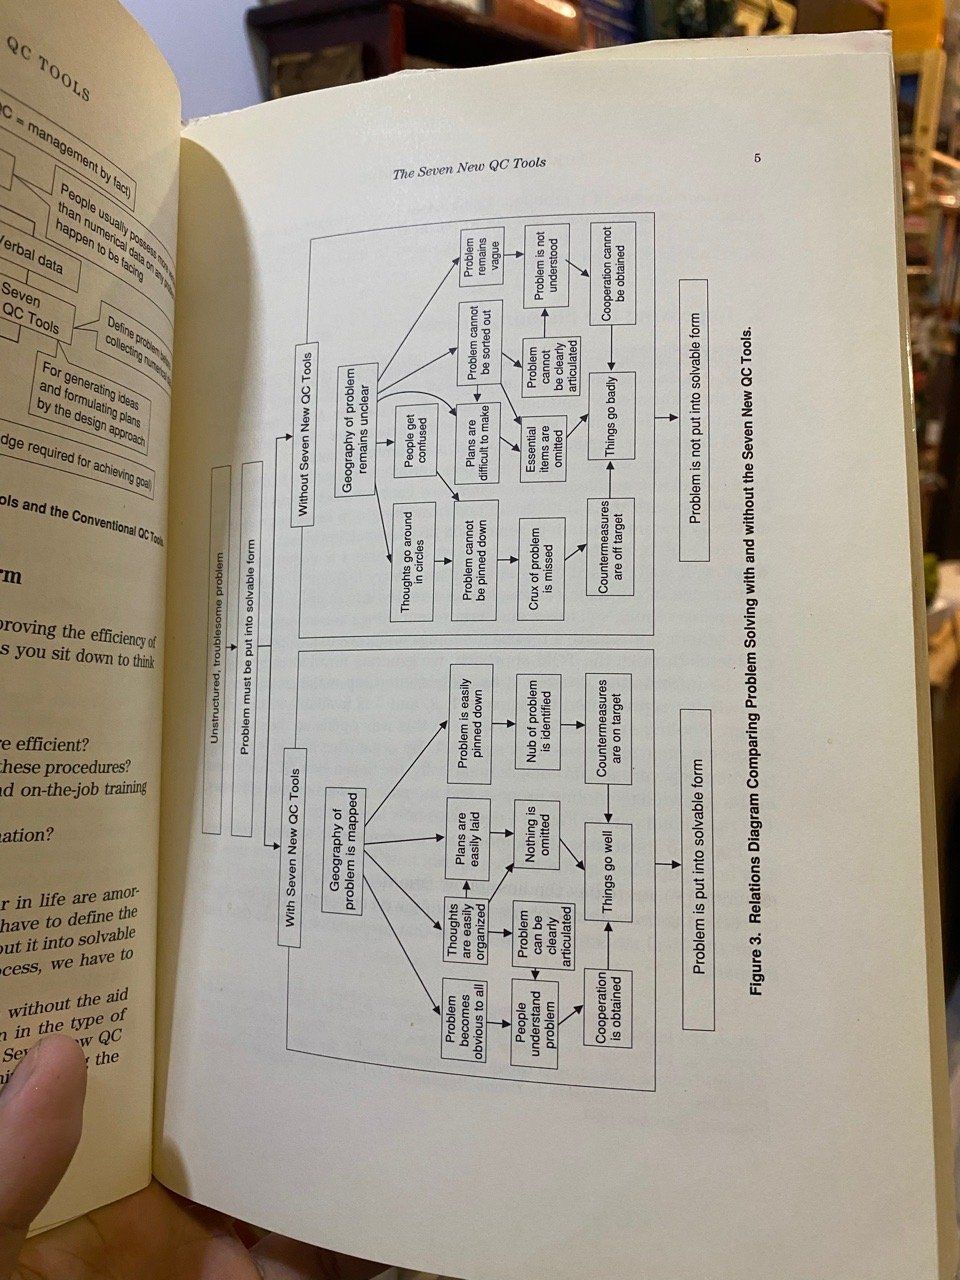 QC TOOLS
QC = management by fact)
People usually possess more
than numerical data on any
happen to be facing
Verbal data
Seven
QC Tools
Define problem
collecting numerical
For generating ideas
and formulating plans
by the design approach
dge required for achieving goal)
ols and the Conventional QC Tools
rm
proving the efficiency of
s you sit down to think
re efficient?
these procedures?
nd on-the-job training
nation?
r in life are amor-
have to define the
out it into solvable
ocess, we have to
without the aid
n in the type of
w QC
the
The Seven New QC Tools
5
Unstructured, troublesome problem
Problem must be put into solvable form
With Seven New QC Tools
Geography of
problem is mapped
Problem
becomes
obvious to all
Thoughts
are easily
organized
Plans are
easily laid
Problem is easily
pinned down
People
understand
problem
Problem
can be
clearly
articulated
Nothing is
omitted
Nub of problem
is identified
Cooperation
is obtained
Things go well
Countermeasures
are on target
Problem is put into solvable form
Without Seven New QC Tools
Geography of problem
remains unclear
Thoughts go around
in circles
People get
confused
Problem cannot
be pinned down
Plans are
difficult to make
Problem cannot
be sorted out
Problem
remains
vague
Crux of problem
is missed
Essential
items are
omitted
Problem
cannot
be clearly
articulated
Problem is not
understood
Countermeasures
are off target
Things go badly
Cooperation cannot
be obtained
Problem is not put into solvable form
Figure 3. Relations Diagram Comparing Problem Solving with and without the Seven New QC Tools.